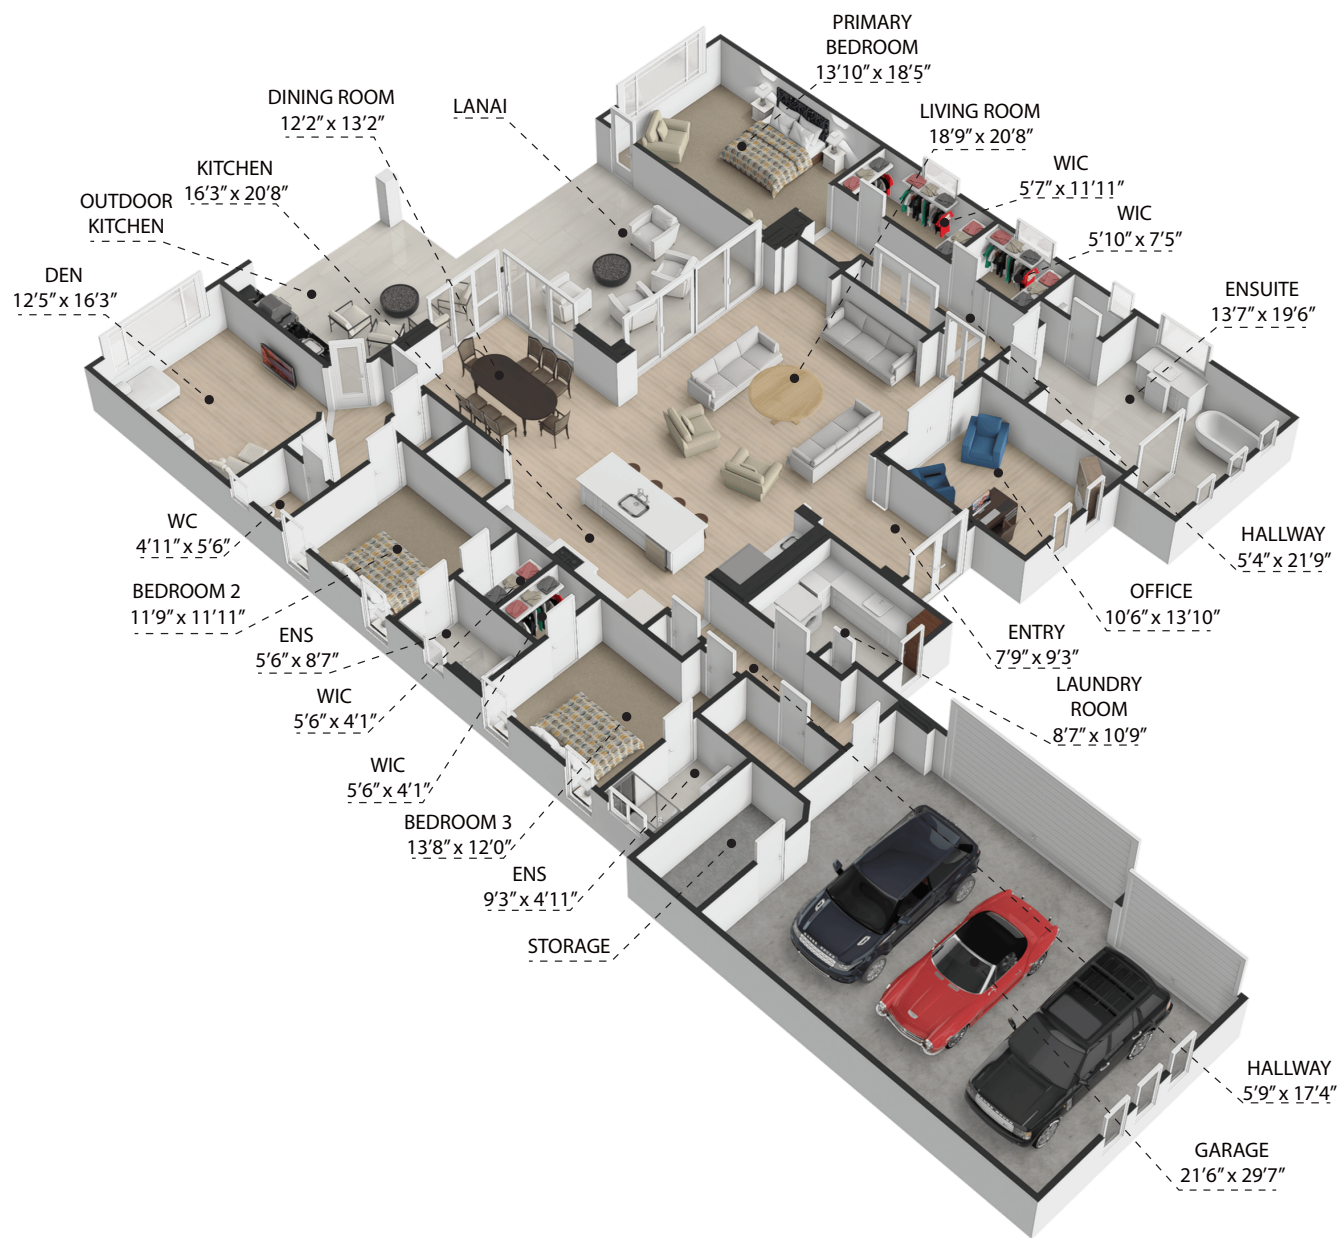 PRIMARY
BEDROOM
13’10” x 18’5”
DINING ROOM
12’2” x 13’2”
LANAI
LIVING ROOM
18’9” x 20’8”
KITCHEN
16’3” x 20’8”
WIC
5’7” x 11’11”
OUTDOOR
KITCHEN
WIC
5’10” x 7’5”
DEN
12’5” x 16’3”
ENSUITE
13’7” x 19’6”
WC
4’11” x 5’6”
HALLWAY
5’4” x 21’9”
BEDROOM 2
11’9” x 11’11”
OFFICE
10’6” x 13’10”
ENS
5’6” x 8’7”
ENTRY
7’9” x 9’3”
WIC
5’6” x 4’1”
LAUNDRY
ROOM
8’7” x 10’9”
WIC
5’6” x 4’1”
BEDROOM 3
13’8” x 12’0”
ENS
9’3” x 4’11”
STORAGE
HALLWAY
5’9” x 17’4”
GARAGE
21’6” x 29’7”